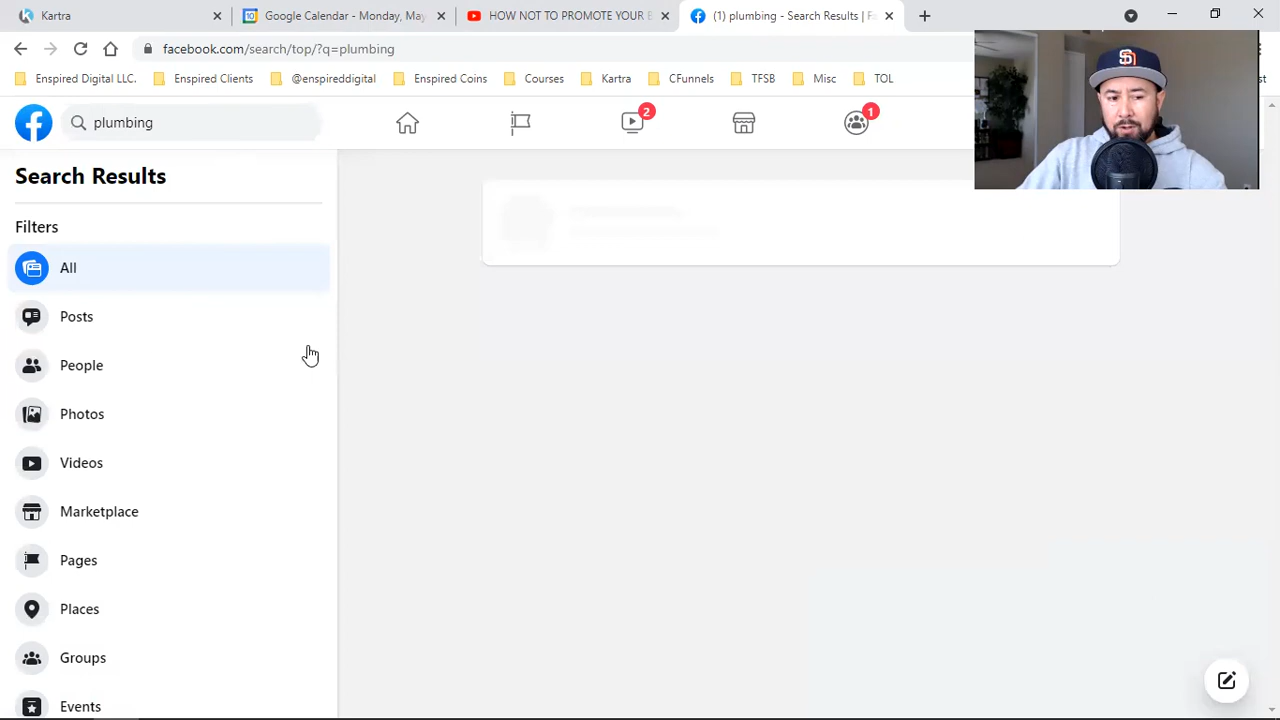 Kartra
Google Calendar - Monday, May
HOW NOT TO PROMOTE YOUR B
(1) plumbing - Search Results | Fa
facebook.com/search/top/?q=plumbing
Enspired Digital LLC.
Enspired Clients
@enspireddigital
Enspired Coins
Courses
Kartra
CFunnels
TFSB
Misc
TOL
st
plumbing
2
1
SD
Search Results
Filters
All
Posts
People
Photos
Videos
Marketplace
Pages
Places
Groups
Events